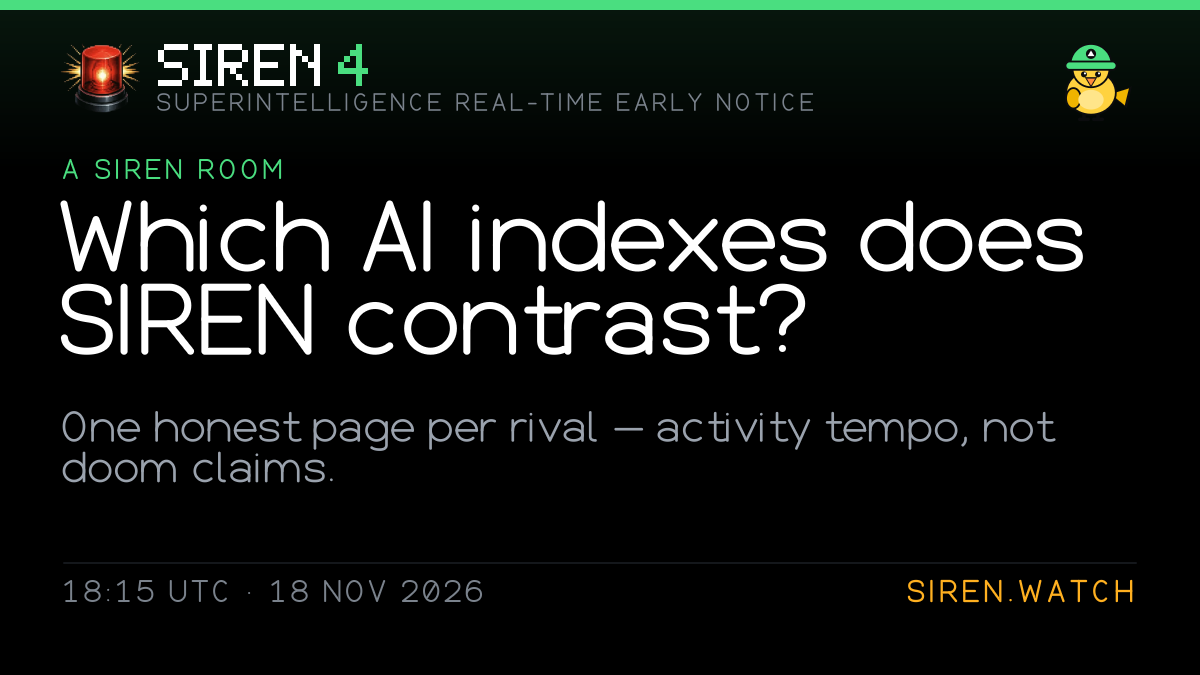 SIREN 4
SUPERINTELLIGENCE REAL-TIME EARLY NOTICE
A SIREN ROOM
Which AI indexes does
SIREN contrast?
One honest page per rival — activity tempo, not
doom claims.
18:15 UTC · 18 NOV 2026
SIREN.WATCH